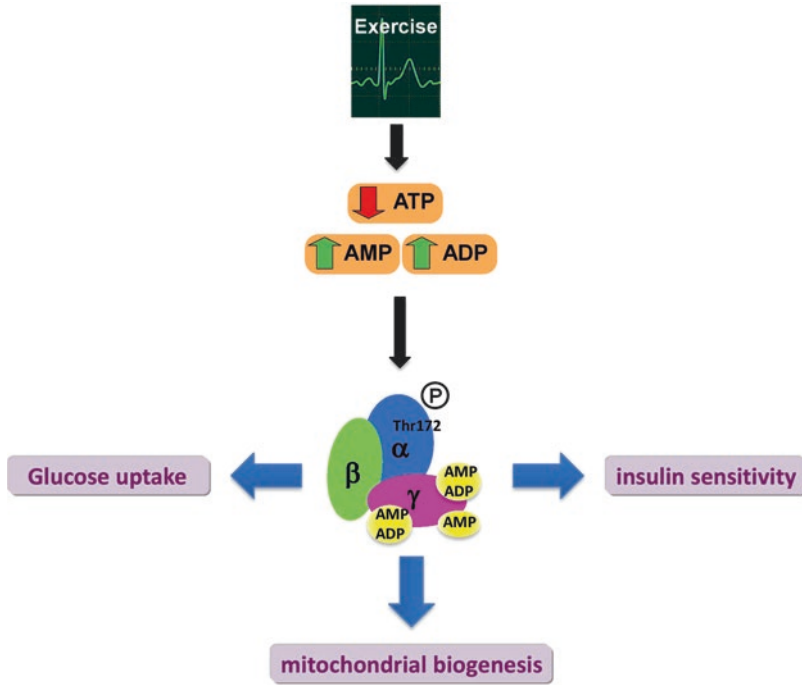 Exercise
ATP
AMP
ADP
P
Thr172
α
β
γ
AMP
ADP
AMP
ADP
AMP
Glucose uptake
insulin sensitivity
mitochondrial biogenesis